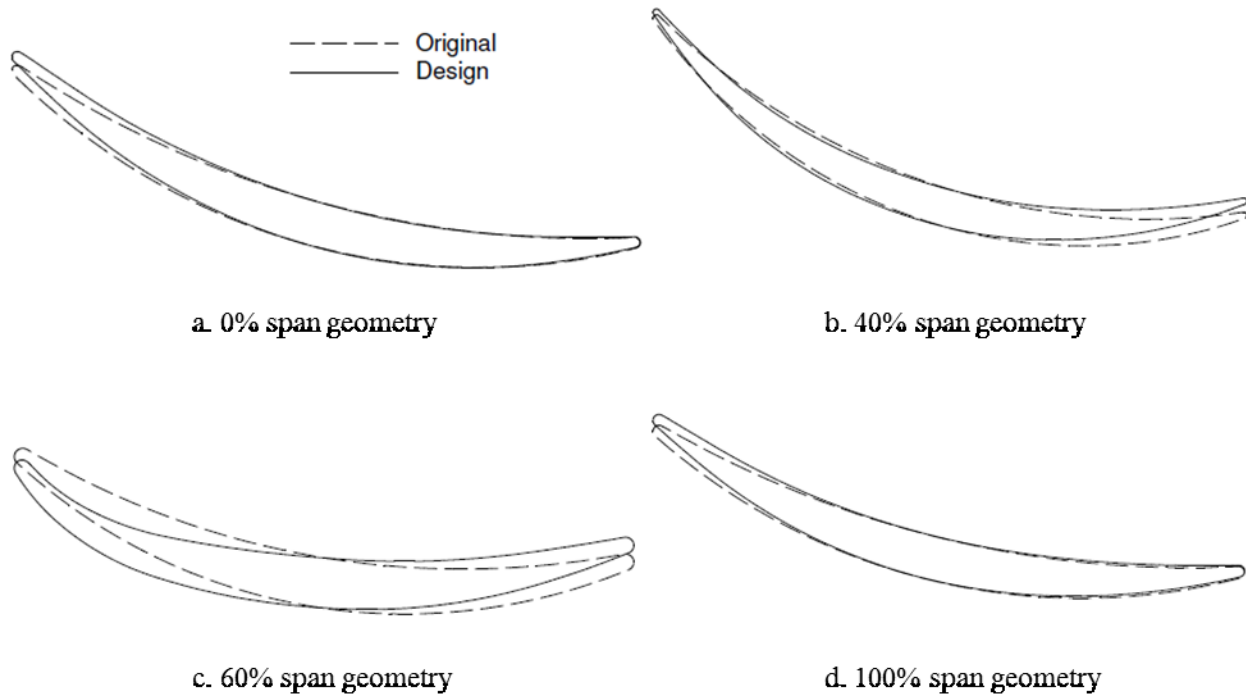 Original
Design
a. 0% span geometry
b. 40% span geometry
c. 60% span geometry
d. 100% span geometry